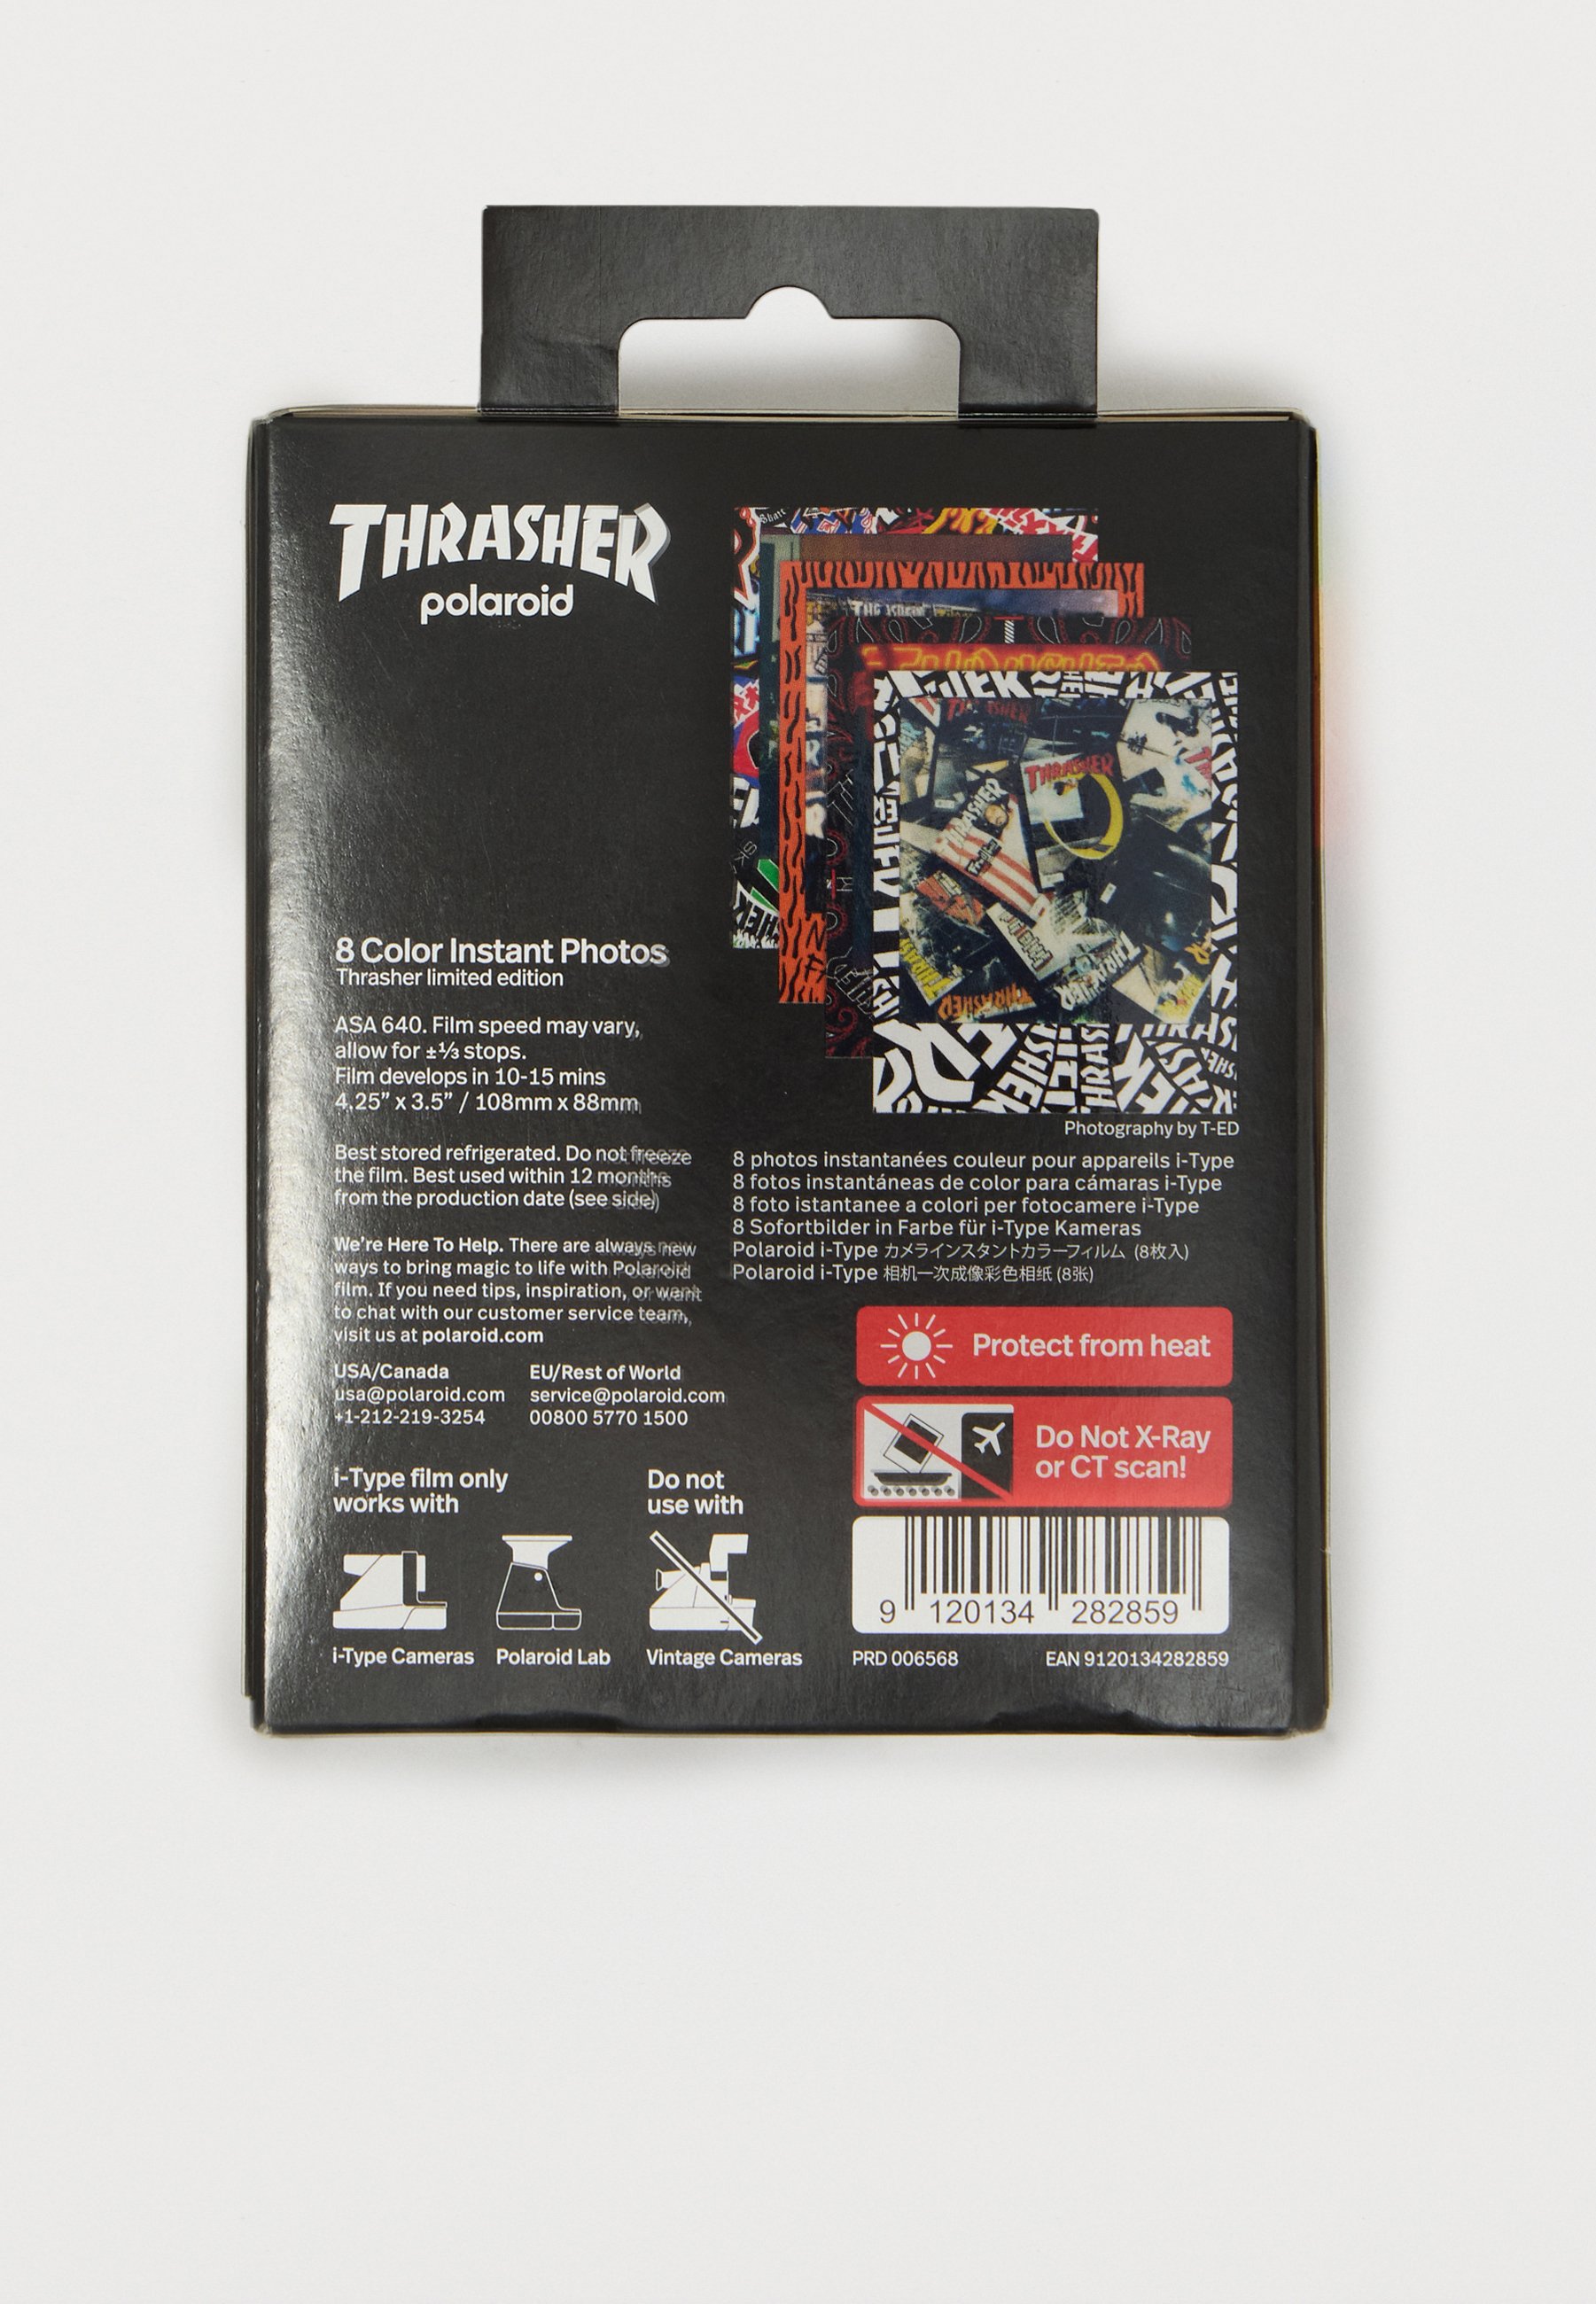 THRASHER
polaroid
8 Color Instant Photos
Thrasher limited edition
ASA 640. Film speed may vary,
allow for ±⅓ stops.
Film develops in 10-15 mins
4.25” x 3.5” / 108mm x 88mm
Best stored refrigerated. Do not freeze
the film. Best used within 12 months
from the production date (see side)
We’re Here To Help. There are always new
ways to bring magic to life with Polaroid
film. If you need tips, inspiration, or want
to chat with our customer service team,
visit us at polaroid.com
USA/Canada
usa@polaroid.com
+1-212-219-3254
EU/Rest of World
service@polaroid.com
00800 5770 1500
i-Type film only
works with
i-Type Cameras
Polaroid Lab
Do not
use with
Vintage Cameras
THRASHER
THRASHER
THRASHER
Photography by T-ED
8 photos instantanées couleur pour appareils i-Type
8 fotos instantáneas de color para cámaras i-Type
8 foto istantanee a colori per fotocamere i-Type
8 Sofortbilder in Farbe für i-Type Kameras
Polaroid i-Type カメラインスタントカラーフィルム (8枚入)
Polaroid i-Type 相机一次成像彩色相纸 (8张)
Protect from heat
Do Not X-Ray
or CT scan!
9 120134 282859
PRD 006568
EAN 9120134282859